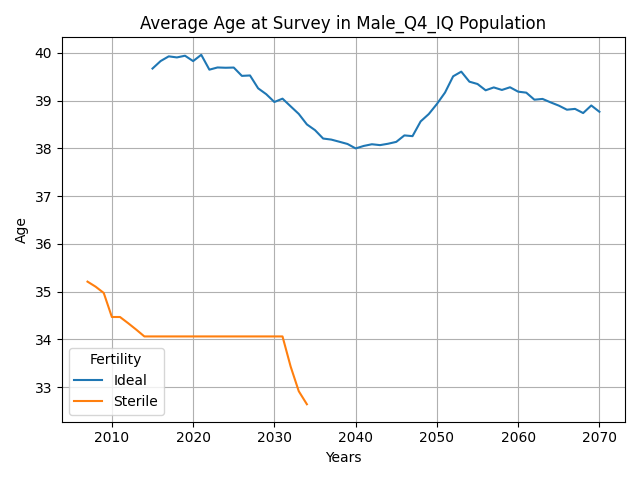 Average Age at Survey in Male_Q4_IQ Population
40
39
38
37
36
35
34
33
Age
Fertility
Ideal
Sterile
2010 2020 2030 2040 2050 2060 2070
Years